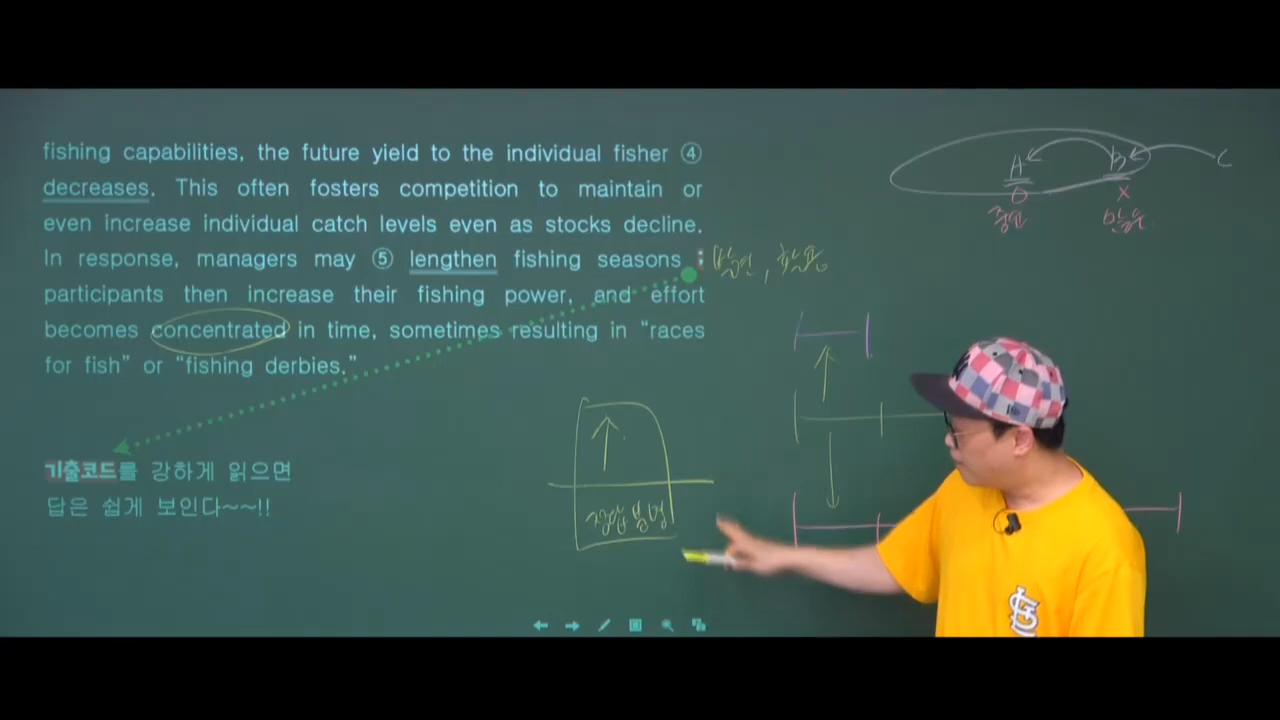 fishing capabilities, the future yield to the individual fisher ④
decreases. This often fosters competition to maintain or
even increase individual catch levels even as stocks decline.
In response, managers may ⑤ lengthen fishing seasons ;
participants then increase their fishing power, and effort
becomes concentrated in time, sometimes resulting in “races
for fish” or “fishing derbies.”
기출코드를 강하게 읽으면
답은 쉽게 보인다~~!!
A B C
O X